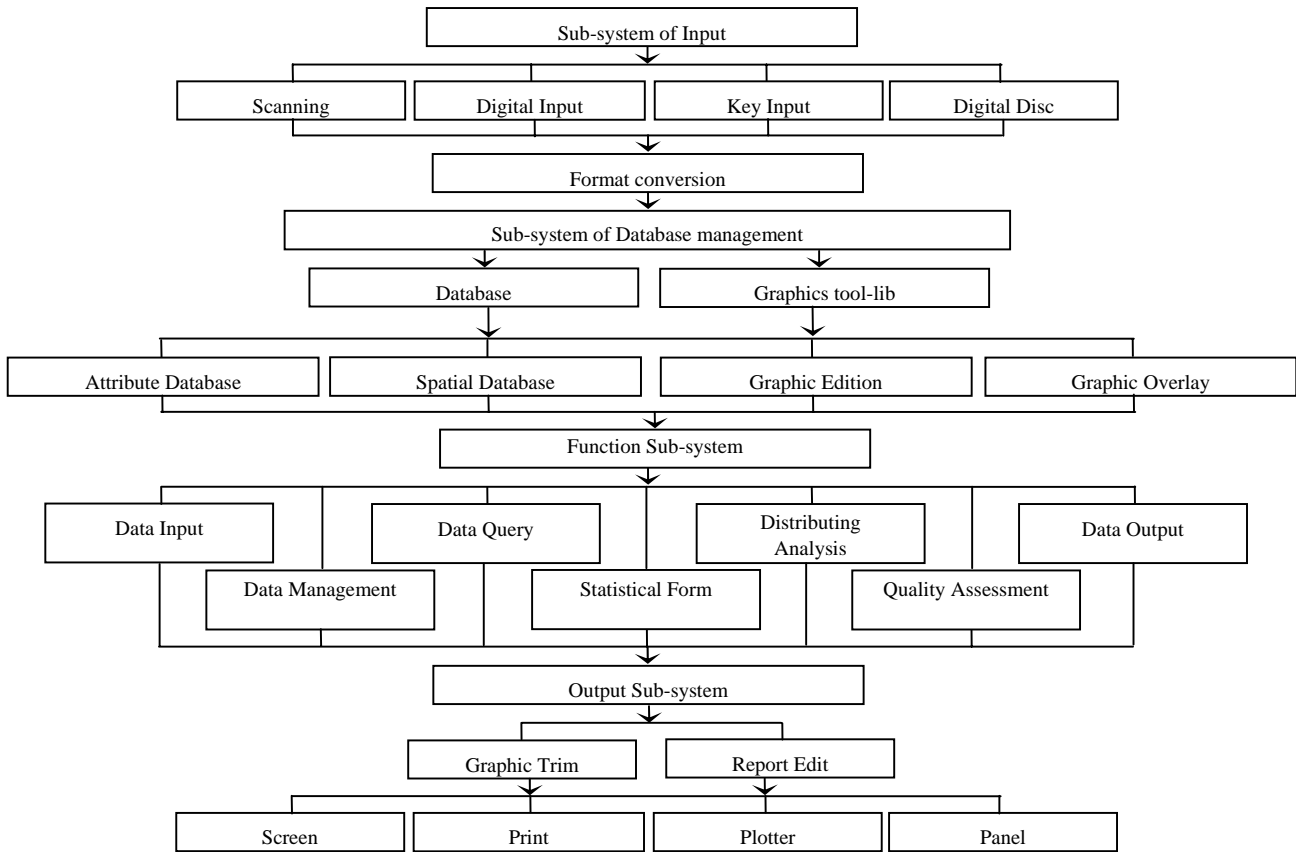 Sub-system of Input
Scanning
Digital Input
Key Input
Digital Disc
Format conversion
Sub-system of Database management
Database
Graphics tool-lib
Attribute Database
Spatial Database
Graphic Edition
Graphic Overlay
Function Sub-system
Data Input
Data Query
Distributing
Analysis
Data Output
Data Management
Statistical Form
Quality Assessment
Output Sub-system
Graphic Trim
Report Edit
Screen
Print
Plotter
Panel